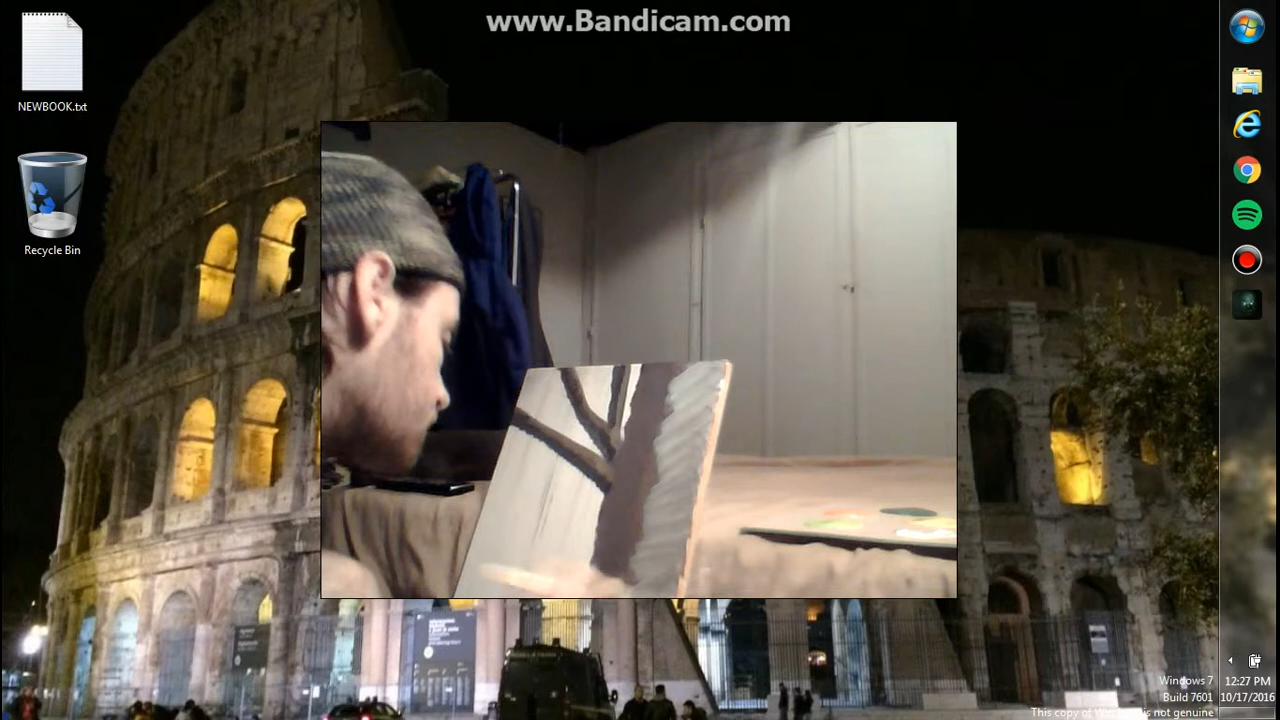 www.Bandicam.com
NEWBOOK.txt
Recycle Bin
Windows 7
Build 7601
This copy of Windows is not genuine
12:27 PM
10/17/2016